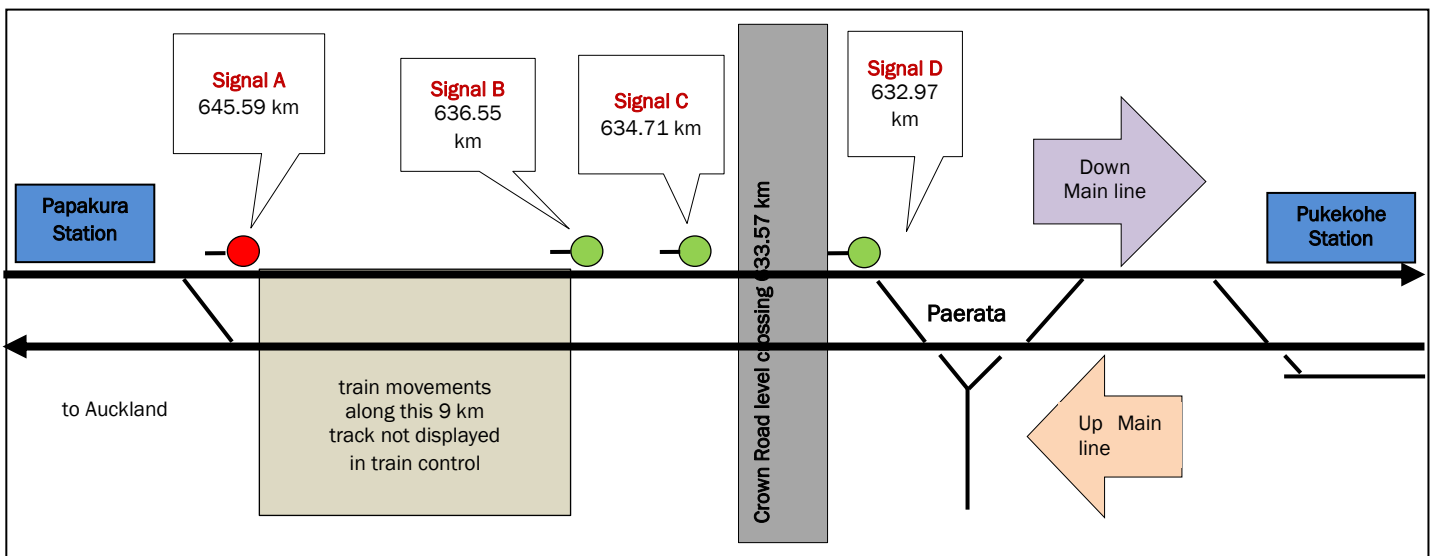 Signal A
645.59 km
Signal B
636.55
km
Signal C
634.71 km
Signal D
632.97
km
Down
Main line
Papakura
Station
Pukekohe
Station
Crown Road level crossing 633.57 km
Paerata
to Auckland
train movements
along this 9 km
track not displayed
in train control
Up Main
line